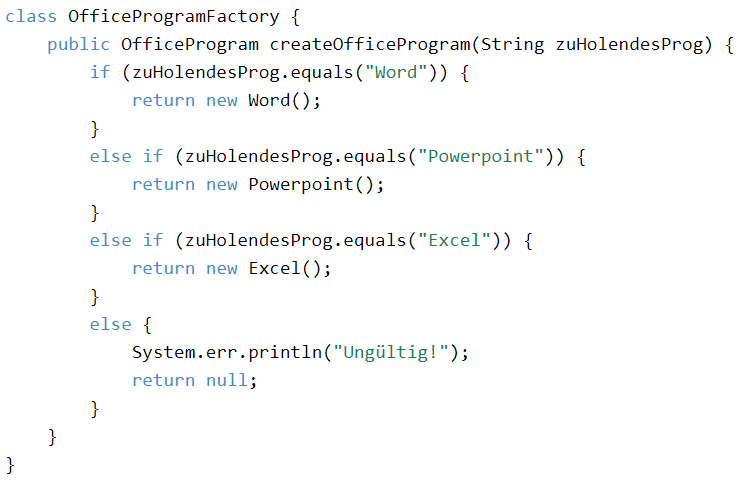 class OfficeProgramFactory {
    public OfficeProgram createOfficeProgram(String zuHolendesProg) {
        if (zuHolendesProg.equals("Word")) {
            return new Word();
        }
        else if (zuHolendesProg.equals("Powerpoint")) {
            return new Powerpoint();
        }
        else if (zuHolendesProg.equals("Excel")) {
            return new Excel();
        }
        else {
            System.err.println("Ungültig!");
            return null;
        }
    }
}